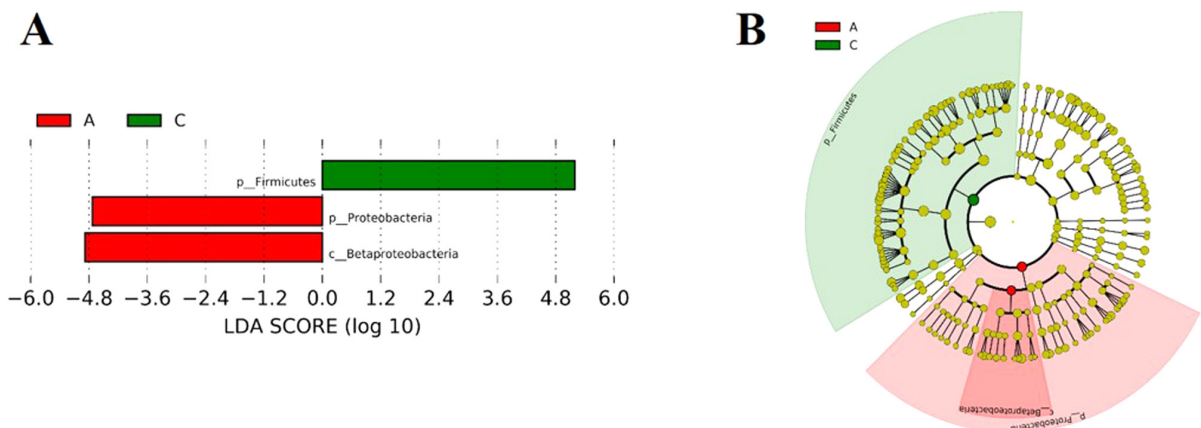 A
A C
p__Firmicutes
p__Proteobacteria
c__Betaproteobacteria
−6.0 −4.8 −3.6 −2.4 −1.2 0.0 1.2 2.4 3.6 4.8 6.0
LDA SCORE (log 10)
B
A
C
p__Firmicutes
c__Betaproteobacteria
p__Proteobacteria